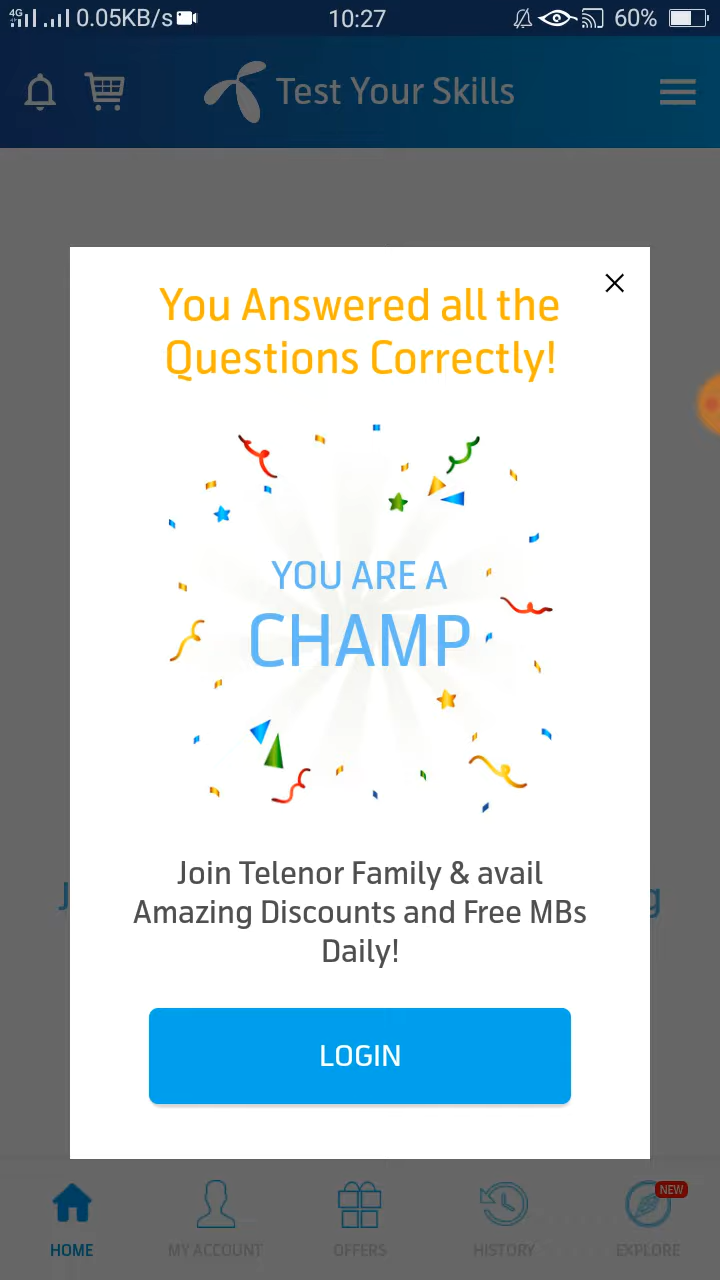 4G 0.05KB/s 10:27 60%
Test Your Skills
You Answered all the
Questions Correctly!
YOU ARE A
CHAMP
J g
Join Telenor Family & avail
Amazing Discounts and Free MBs
Daily!
LOGIN
NEW
HOME MY ACCOUNT OFFERS HISTORY EXPLORE